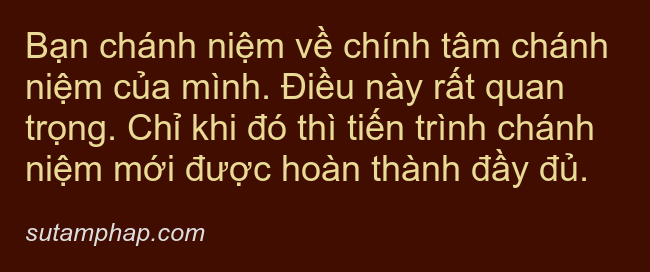 Bạn chánh niệm về chính tâm chánh
niệm của mình. Điều này rất quan
trọng. Chỉ khi đó thì tiến trình chánh
niệm mới được hoàn thành đầy đủ.
sutamphap.com